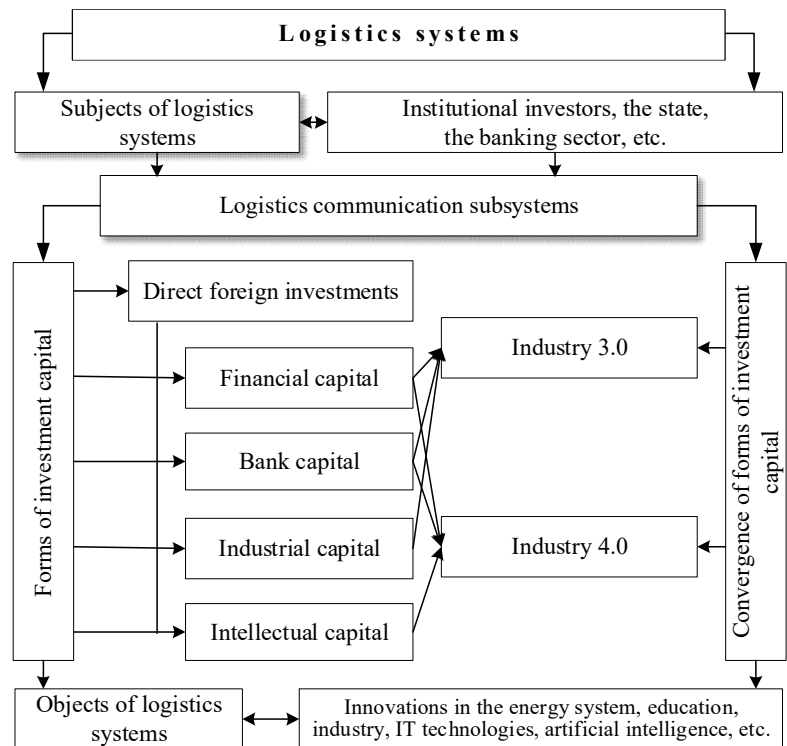 Logistics systems
Subjects of logistics
systems
Institutional investors, the state,
the banking sector, etc.
Logistics communication subsystems
Forms of investment capital
Direct foreign investments
Financial capital
Bank capital
Industrial capital
Intellectual capital
Industry 3.0
Industry 4.0
Convergence of forms of investment
capital
Objects of logistics
systems
Innovations in the energy system, education,
industry, IT technologies, artificial intelligence, etc.